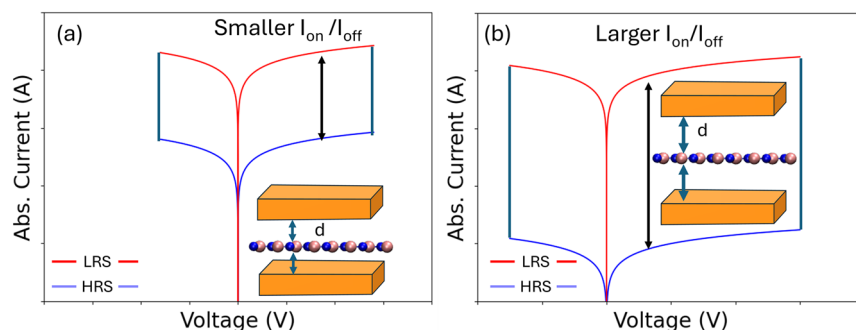 (a)
Smaller Ion/Ioff
Abs. Current (A)
d
LRS
HRS
Voltage (V)
(b)
Larger Ion/Ioff
Abs. Current (A)
d
LRS
HRS
Voltage (V)